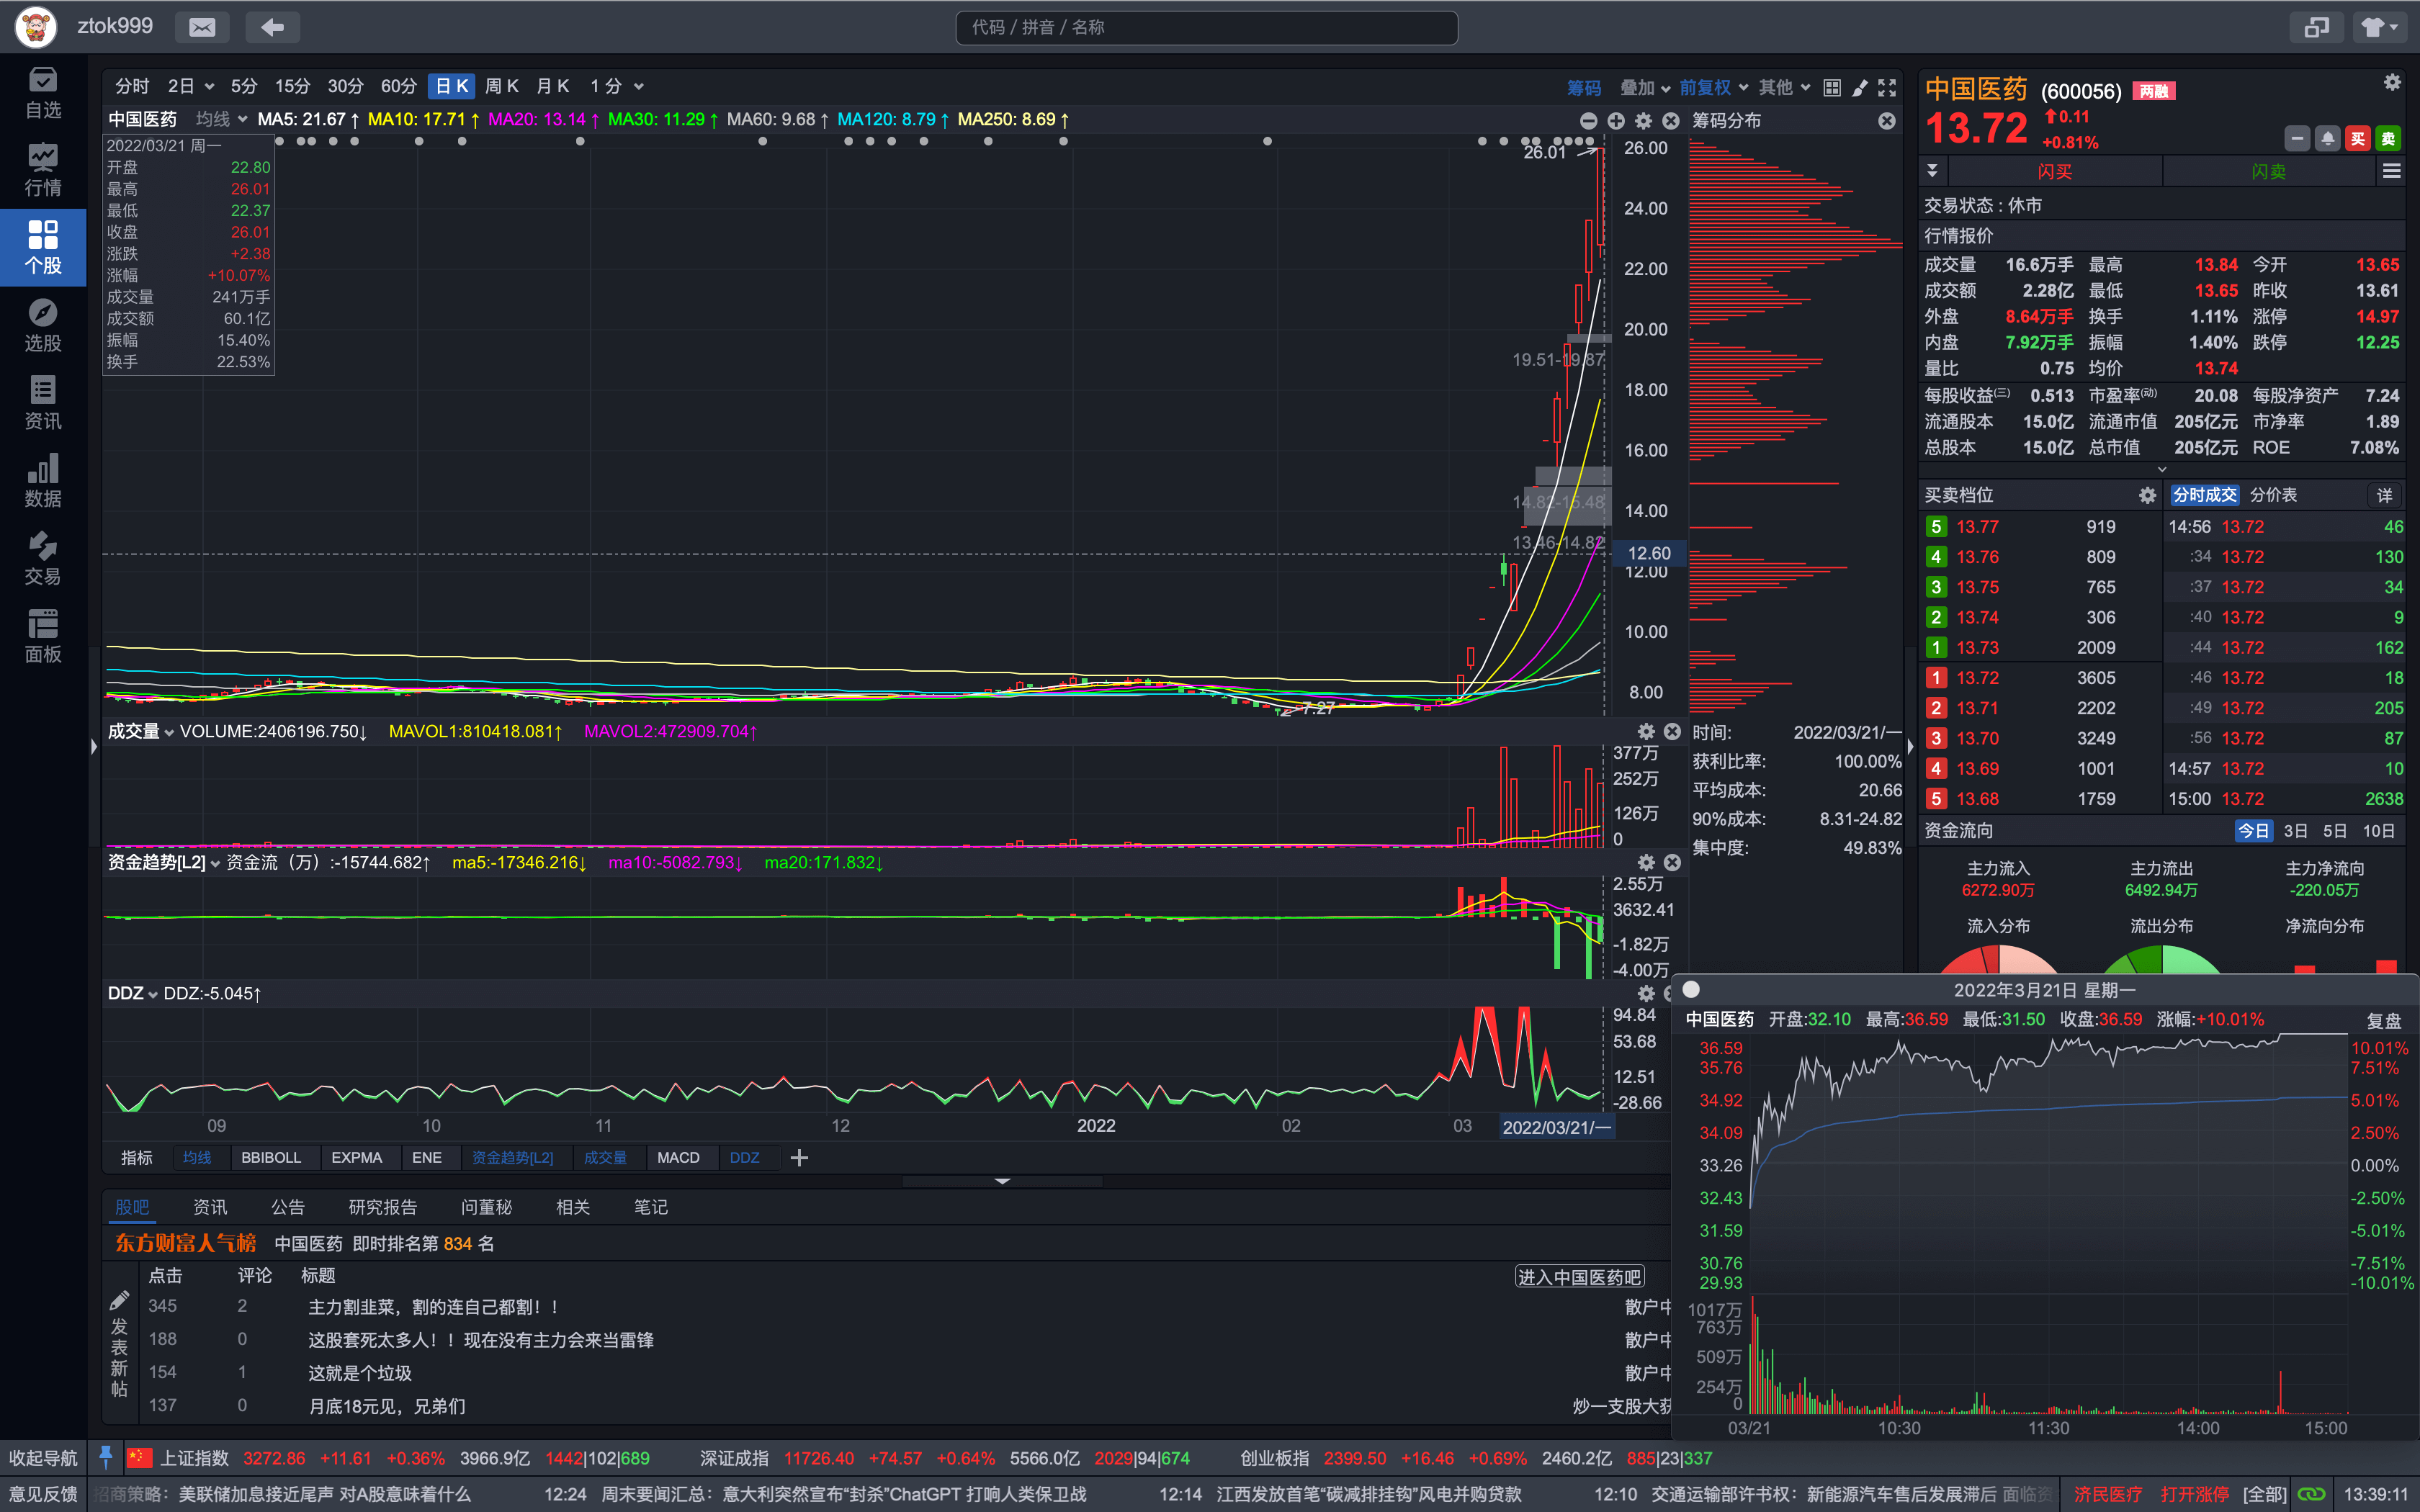 ztok999
代码 / 拼音 / 名称
自选
行情
个股
选股
资讯
数据
交易
面板
分时 2日 5分 15分 30分 60分 日K 周K 月K 1分 筹码 叠加 前复权 其他
中国医药 均线 MA5: 21.67↑ MA10: 17.71↑ MA20: 13.14↑ MA30: 11.29↑ MA60: 9.68↑ MA120: 8.79↑ MA250: 8.69↑
2022/03/21 周一
开盘 22.80
最高 26.01
最低 22.37
收盘 26.01
涨跌 +2.38
涨幅 +10.07%
成交量 241万手
成交额 60.1亿
振幅 15.40%
换手 22.53%
26.01
19.51-19.87
14.82-15.48
13.46-14.82
7.27
26.00
24.00
22.00
20.00
18.00
16.00
14.00
12.60
12.00
10.00
8.00
筹码分布
时间: 2022/03/21/一
获利比率: 100.00%
平均成本: 20.66
90%成本: 8.31-24.82
集中度: 49.83%
成交量 VOLUME:2406196.750↓ MAVOL1:810418.081↑ MAVOL2:472909.704↑
377万
252万
126万
0
资金趋势[L2] 资金流（万）:-15744.682↑ ma5:-17346.216↓ ma10:-5082.793↓ ma20:171.832↓
2.55万
3632.41
-1.82万
-4.00万
DDZ DDZ:-5.045↑
94.84
53.68
12.51
-28.66
09 10 11 12 2022 02 03 2022/03/21/一
指标 均线 BBIBOLL EXPMA ENE 资金趋势[L2] 成交量 MACD DDZ
股吧 资讯 公告 研究报告 问董秘 相关 笔记
东方财富人气榜 中国医药 即时排名第 834 名
点击 评论 标题 进入中国医药吧
345 2 主力割韭菜，割的连自己都割！！ 散户中
188 0 这股套死太多人！！现在没有主力会来当雷锋 散户中
154 1 这就是个垃圾 散户中
137 0 月底18元见，兄弟们 炒一支股大获
发表新帖
中国医药 (600056) 两融
13.72 0.11
+0.81%
买 卖
闪买 闪卖
交易状态 : 休市
行情报价
成交量 16.6万手 最高 13.84 今开 13.65
成交额 2.28亿 最低 13.65 昨收 13.61
外盘 8.64万手 换手 1.11% 涨停 14.97
内盘 7.92万手 振幅 1.40% 跌停 12.25
量比 0.75 均价 13.74
每股收益(三) 0.513 市盈率(动) 20.08 每股净资产 7.24
流通股本 15.0亿 流通市值 205亿元 市净率 1.89
总股本 15.0亿 总市值 205亿元 ROE 7.08%
买卖档位 分时成交 分价表 详
5 13.77 919 14:56 13.72 46
4 13.76 809 :34 13.72 130
3 13.75 765 :37 13.72 34
2 13.74 306 :40 13.72 9
1 13.73 2009 :44 13.72 162
1 13.72 3605 :46 13.72 18
2 13.71 2202 :49 13.72 205
3 13.70 3249 :56 13.72 87
4 13.69 1001 14:57 13.72 10
5 13.68 1759 15:00 13.72 2638
资金流向 今日 3日 5日 10日
主力流入 主力流出 主力净流向
6272.90万 6492.94万 -220.05万
流入分布 流出分布 净流向分布
2022年3月21日 星期一
中国医药 开盘:32.10 最高:36.59 最低:31.50 收盘:36.59 涨幅:+10.01% 复盘
36.59 10.01%
35.76 7.51%
34.92 5.01%
34.09 2.50%
33.26 0.00%
32.43 -2.50%
31.59 -5.01%
30.76 -7.51%
29.93 -10.01%
1017万
763万
509万
254万
0
03/21 10:30 11:30 14:00 15:00
收起导航 上证指数 3272.86 +11.61 +0.36% 3966.9亿 1442|102|689 深证成指 11726.40 +74.57 +0.64% 5566.0亿 2029|94|674 创业板指 2399.50 +16.46 +0.69% 2460.2亿 885|23|337
意见反馈 招商策略：美联储加息接近尾声 对A股意味着什么 12:24 周末要闻汇总：意大利突然宣布“封杀”ChatGPT 打响人类保卫战 12:14 江西发放首笔“碳减排挂钩”风电并购贷款 12:10 交通运输部许书权：新能源汽车售后发展滞后 面临资 济民医疗 打开涨停 [全部] 13:39:11